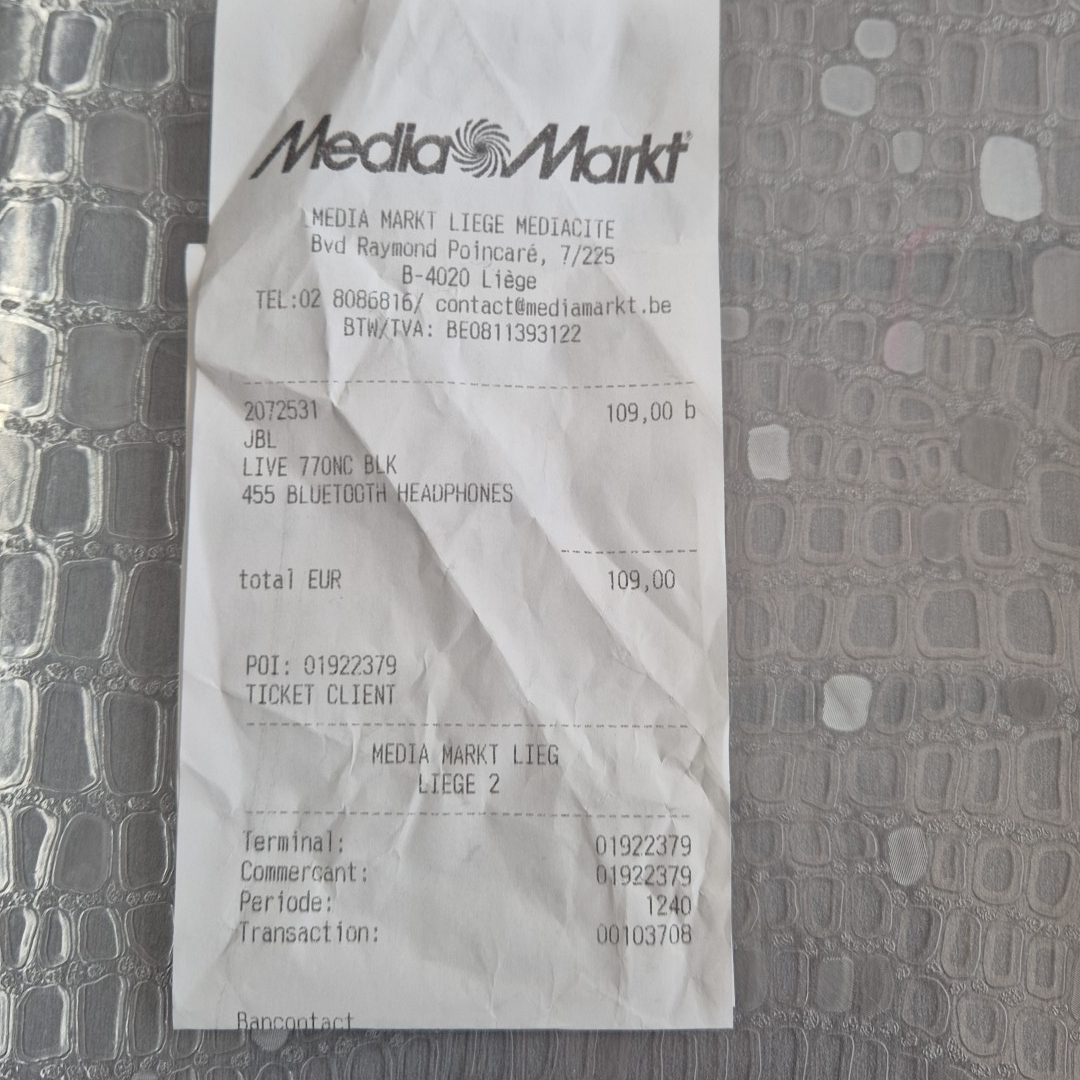 Media Markt
MEDIA MARKT LIEGE MEDIACITE
Bvd Raymond Poincaré, 7/225
B-4020 Liège
TEL:02 8086816/ contact@mediamarkt.be
BTW/TVA: BE0811393122
2072531 109,00 b
JBL
LIVE 770NC BLK
455 BLUETOOTH HEADPHONES
total EUR 109,00
POI: 01922379
TICKET CLIENT
MEDIA MARKT LIEG
LIEGE 2
Terminal: 01922379
Commercant: 01922379
Periode: 1240
Transaction: 00103708
Bancontact